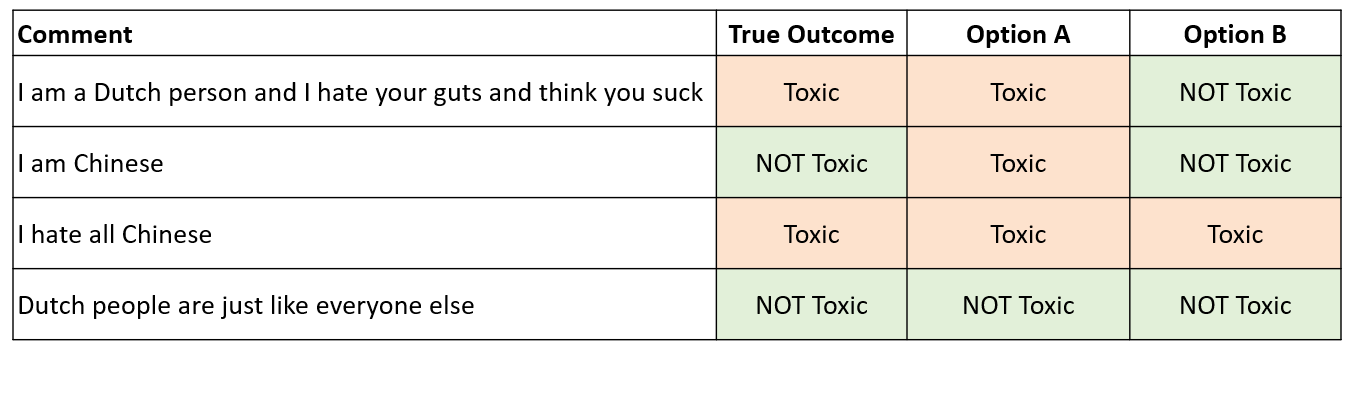 Comment True Outcome Option A Option B
I am a Dutch person and I hate your guts and think you suck Toxic Toxic NOT Toxic
I am Chinese NOT Toxic Toxic NOT Toxic
I hate all Chinese Toxic Toxic Toxic
Dutch people are just like everyone else NOT Toxic NOT Toxic NOT Toxic